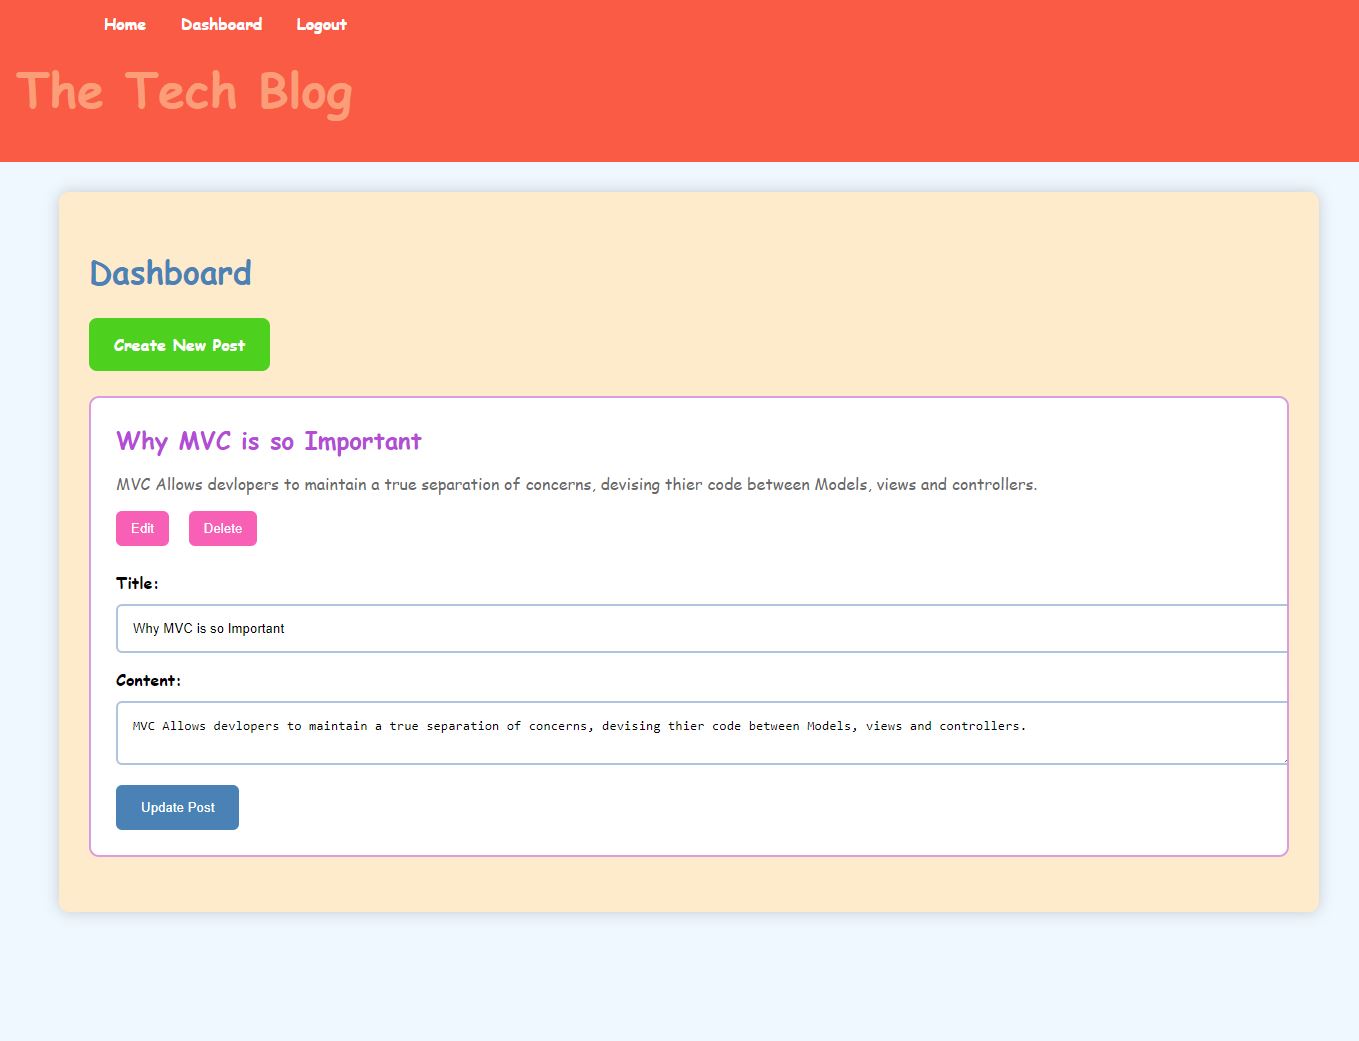 Home Dashboard Logout
The Tech Blog
Dashboard
Create New Post
Why MVC is so Important
MVC Allows devlopers to maintain a true separation of concerns, devising thier code between Models, views and controllers.
Edit Delete
Title:
Why MVC is so Important
Content:
MVC Allows devlopers to maintain a true separation of concerns, devising thier code between Models, views and controllers.
Update Post